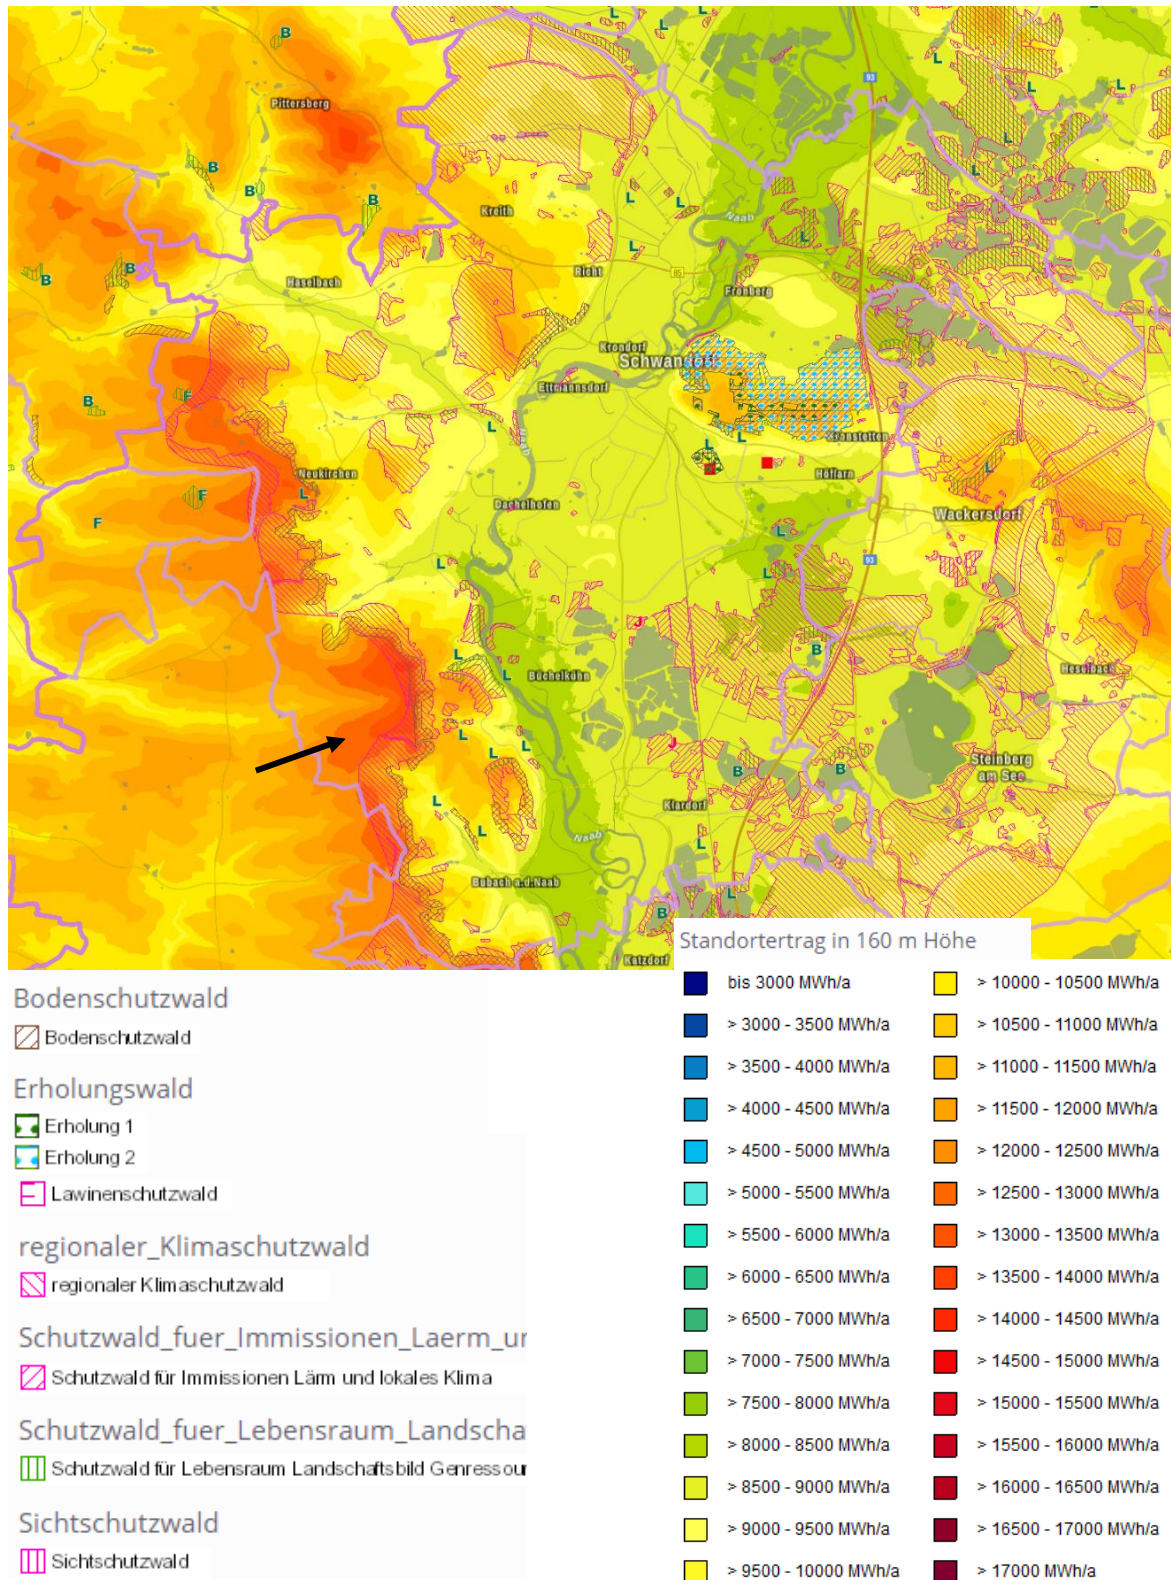 L
L
L
B
L
93
L
Pittersberg
L
B
L
B
B
L
L
Kreith
Naab
L
L
B
B
Richt
85
Haselbach
Fronberg
Krondorf
Schwandorf
Ettmannsdorf
F
B
L
L
L
Kronstetten
Neukirchen
L
L
Höflarn
F
F
Dachelhofen
Wackersdorf
L
L
93
L
J
L
B
L
Büchelkühn
Hesselbach
L
L
L
J
Steinberg
am See
B
B
L
Klardorf
L
Naab
L
Bubach a.d.Naab
L
B
Katzdorf
Standortertrag in 160 m Höhe
bis 3000 MWh/a
> 3000 - 3500 MWh/a
> 3500 - 4000 MWh/a
> 4000 - 4500 MWh/a
> 4500 - 5000 MWh/a
> 5000 - 5500 MWh/a
> 5500 - 6000 MWh/a
> 6000 - 6500 MWh/a
> 6500 - 7000 MWh/a
> 7000 - 7500 MWh/a
> 7500 - 8000 MWh/a
> 8000 - 8500 MWh/a
> 8500 - 9000 MWh/a
> 9000 - 9500 MWh/a
> 9500 - 10000 MWh/a
> 10000 - 10500 MWh/a
> 10500 - 11000 MWh/a
> 11000 - 11500 MWh/a
> 11500 - 12000 MWh/a
> 12000 - 12500 MWh/a
> 12500 - 13000 MWh/a
> 13000 - 13500 MWh/a
> 13500 - 14000 MWh/a
> 14000 - 14500 MWh/a
> 14500 - 15000 MWh/a
> 15000 - 15500 MWh/a
> 15500 - 16000 MWh/a
> 16000 - 16500 MWh/a
> 16500 - 17000 MWh/a
> 17000 MWh/a
Bodenschutzwald
Bodenschutzwald
Erholungswald
Erholung 1
Erholung 2
Lawinenschutzwald
regionaler_Klimaschutzwald
regionaler Klimaschutzwald
Schutzwald_fuer_Immissionen_Laerm_ur
Schutzwald für Immissionen Lärm und lokales Klima
Schutzwald_fuer_Lebensraum_Landscha
Schutzwald für Lebensraum Landschaftsbild Genressour
Sichtschutzwald
Sichtschutzwald